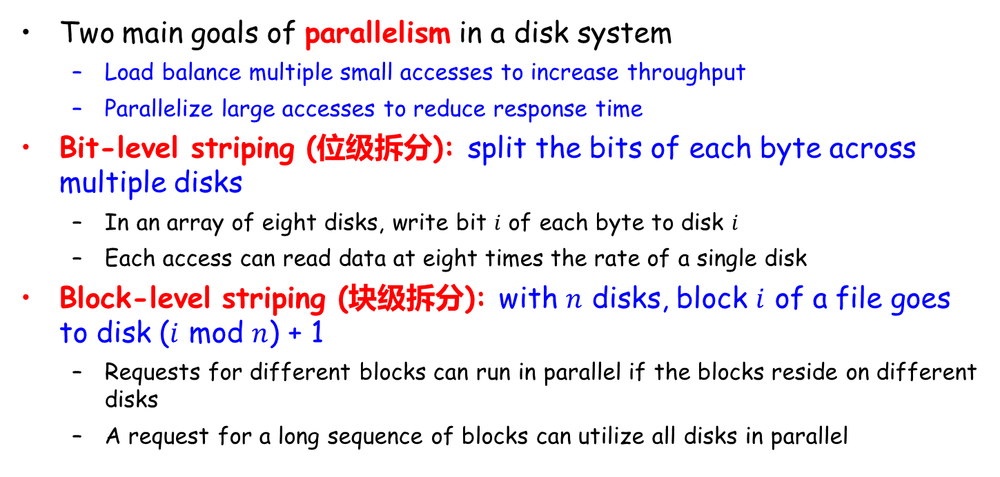 • Two main goals of parallelism in a disk system
– Load balance multiple small accesses to increase throughput
– Parallelize large accesses to reduce response time
• Bit-level striping (位级拆分): split the bits of each byte across
multiple disks
– In an array of eight disks, write bit 𝑖 of each byte to disk 𝑖
– Each access can read data at eight times the rate of a single disk
• Block-level striping (块级拆分): with 𝑛 disks, block 𝑖 of a file goes
to disk (𝑖 mod 𝑛) + 1
– Requests for different blocks can run in parallel if the blocks reside on different
disks
– A request for a long sequence of blocks can utilize all disks in parallel